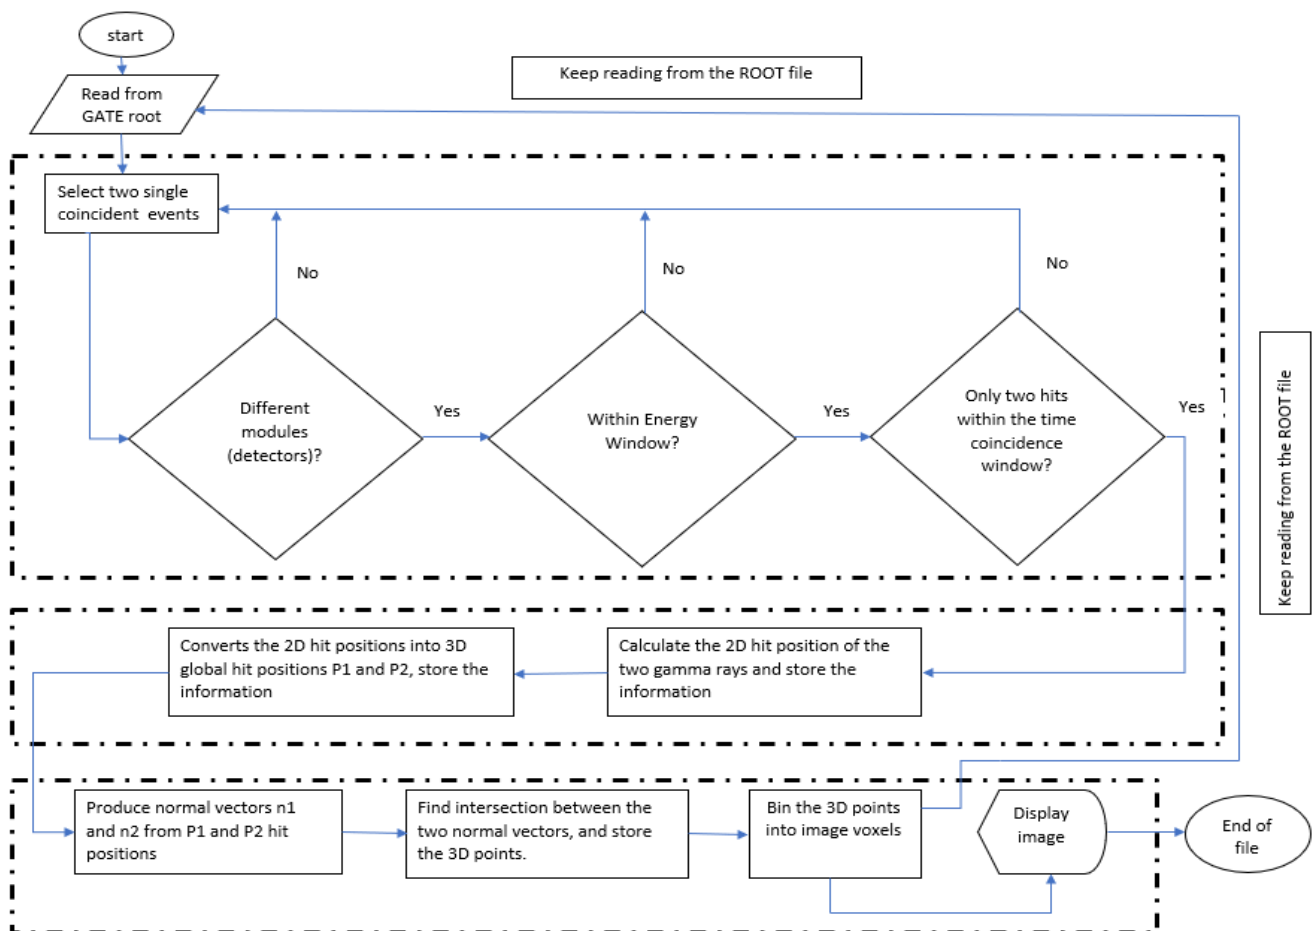 start
Keep reading from the ROOT file
Read from
GATE root
Select two single
coincident events
No
No
No
Different
modules
(detectors)?
Yes
Within Energy
Window?
Yes
Only two hits
within the time
coincidence
window?
Yes
Keep reading from the ROOT file
Converts the 2D hit positions into 3D
global hit positions P1 and P2, store the
information
Calculate the 2D hit position of the
two gamma rays and store the
information
Produce normal vectors n1
and n2 from P1 and P2 hit
positions
Find intersection between the
two normal vectors, and store
the 3D points.
Bin the 3D points
into image voxels
Display
image
End of
file